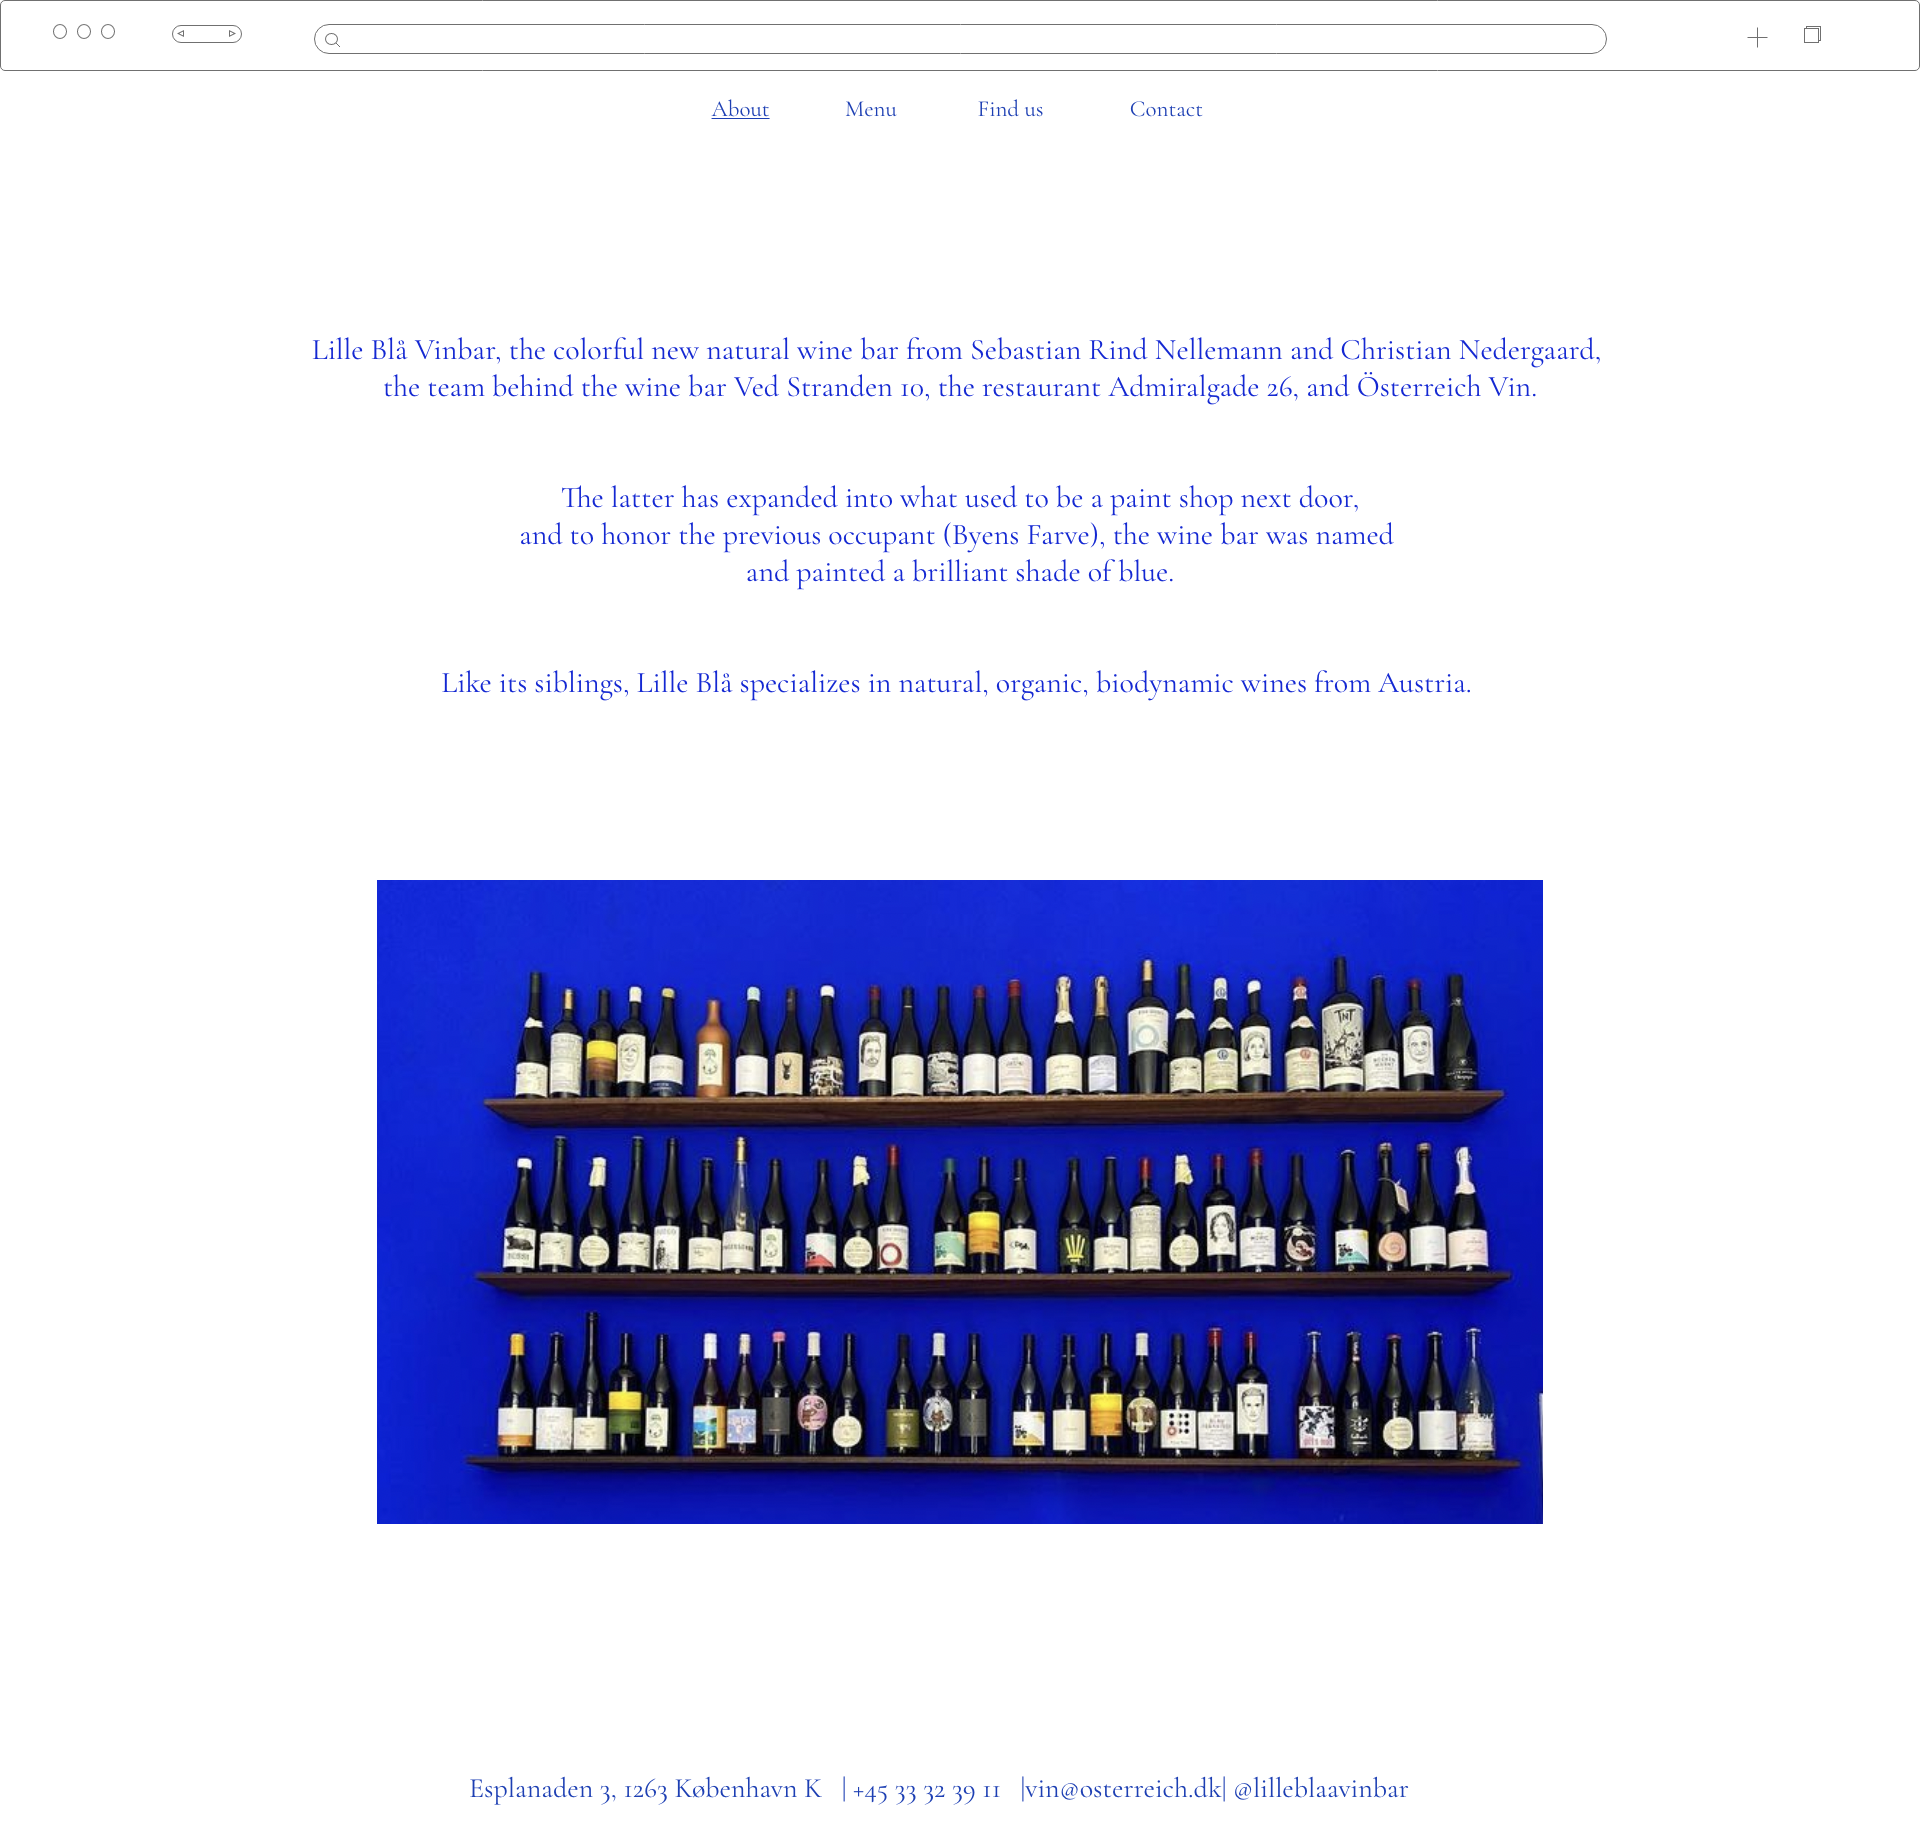 About Menu Find us Contact
Lille Blå Vinbar, the colorful new natural wine bar from Sebastian Rind Nellemann and Christian Nedergaard,
the team behind the wine bar Ved Stranden 10, the restaurant Admiralgade 26, and Österreich Vin.
The latter has expanded into what used to be a paint shop next door,
and to honor the previous occupant (Byens Farve), the wine bar was named
and painted a brilliant shade of blue.
Like its siblings, Lille Blå specializes in natural, organic, biodynamic wines from Austria.
TNT
Esplanaden 3, 1263 København K | +45 33 32 39 11 |vin@osterreich.dk| @lilleblaavinbar